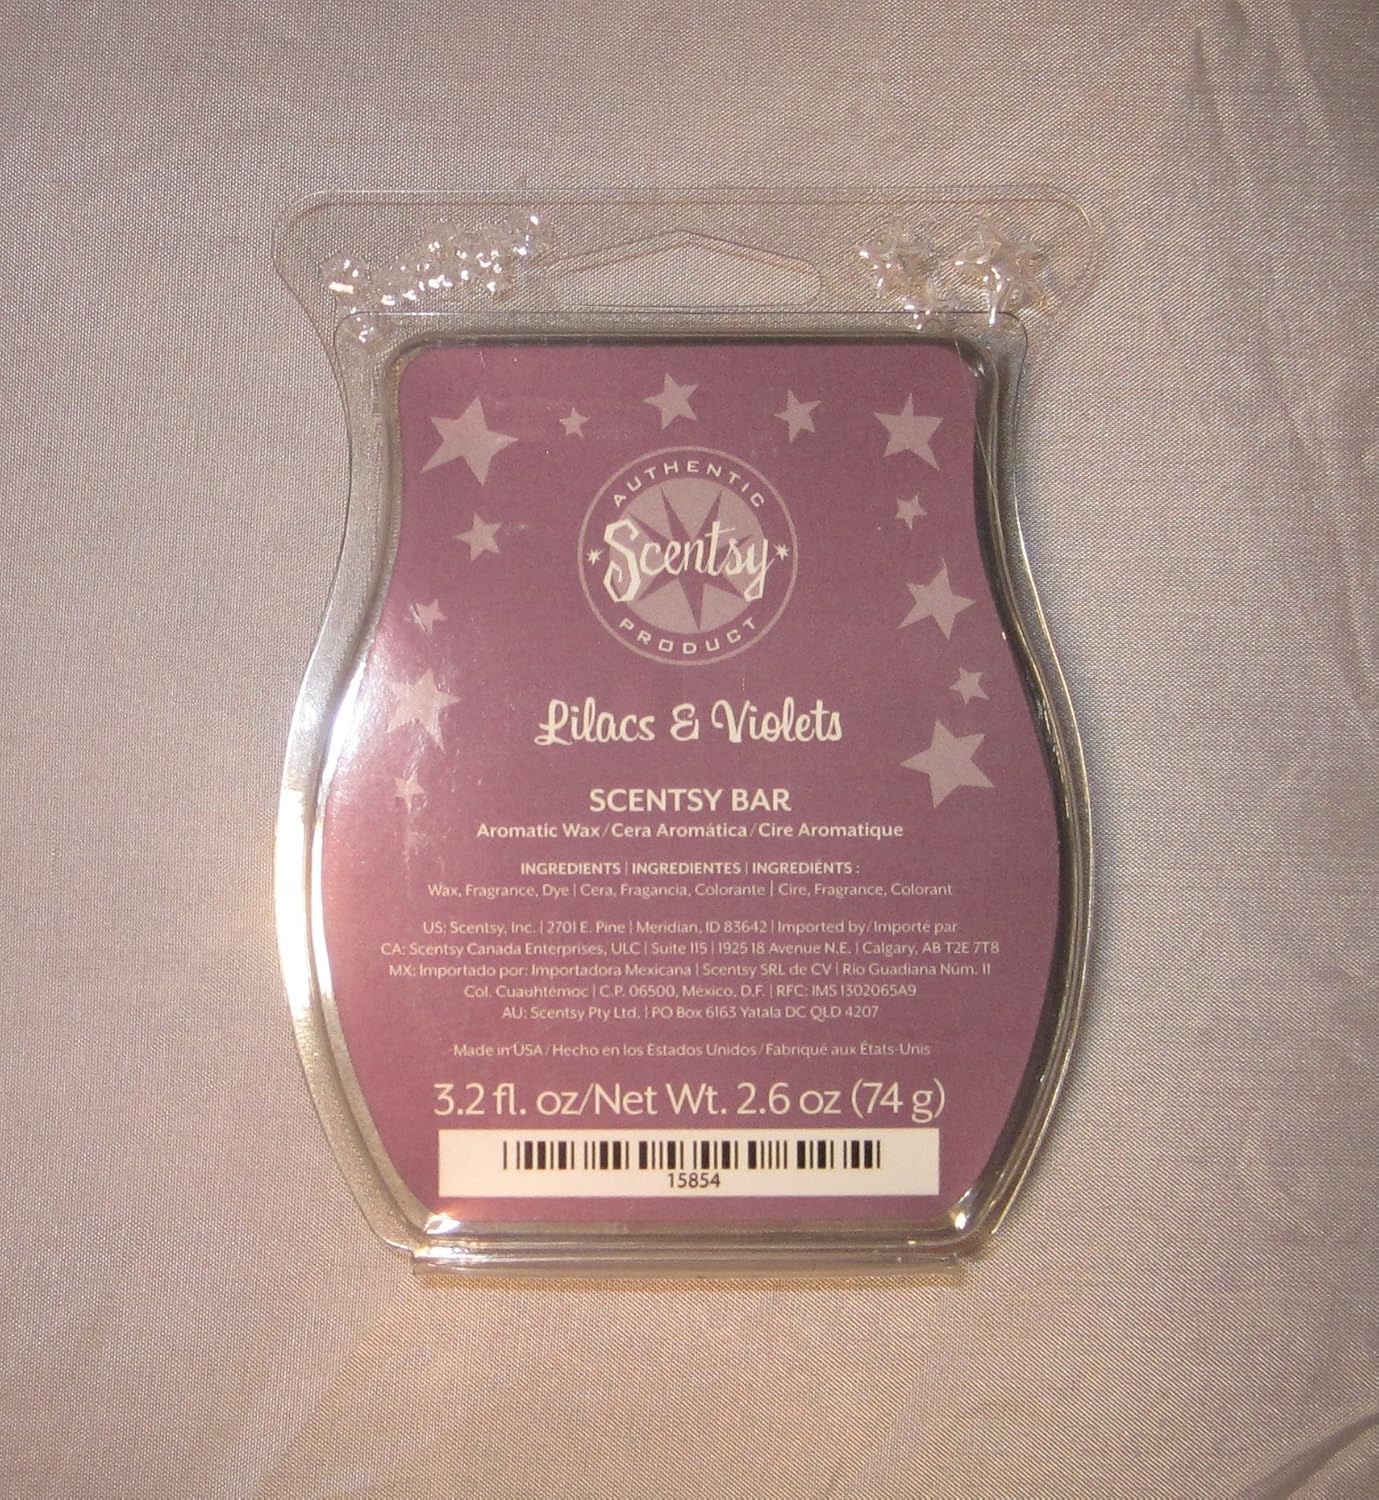 AUTHENTIC
Scentsy
PRODUCT
Lilacs & Violets
SCENTSY BAR
Aromatic Wax/Cera Aromática/Cire Aromatique
INGREDIENTS | INGREDIENTES | INGREDIÉNTS :
Wax, Fragrance, Dye | Cera, Fragancia, Colorante | Cire, Fragrance, Colorant
US: Scentsy, Inc. | 2701 E. Pine | Meridian, ID 83642 | Imported by/Importé par
CA: Scentsy Canada Enterprises, ULC | Suite 115 | 1925 18 Avenue N.E. | Calgary, AB T2E 7T8
MX: Importado por: Importadora Mexicana | Scentsy SRL de CV | Río Guadiana Núm. 11
Col. Cuauhtémoc | C.P. 06500, México, D.F. | RFC: IMS 1302065A9
AU: Scentsy Pty Ltd. | PO Box 6163 Yatala DC QLD 4207
Made in USA/Hecho en los Estados Unidos/Fabriqué aux États-Unis
3.2 fl. oz/Net Wt. 2.6 oz (74 g)
15854